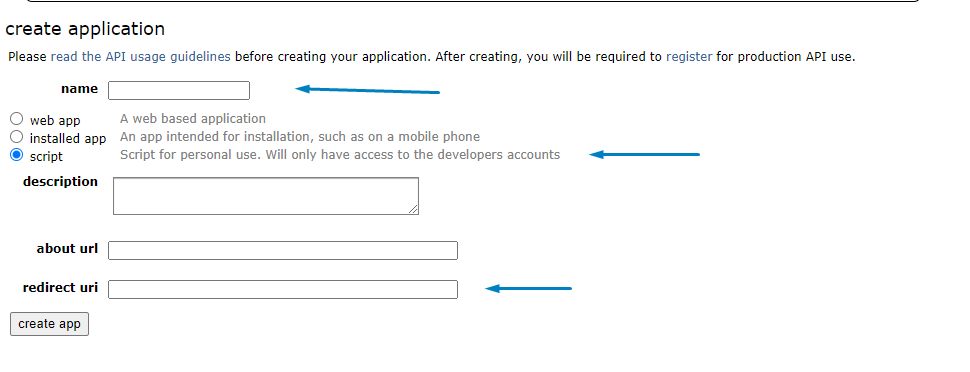 create application
Please read the API usage guidelines before creating your application. After creating, you will be required to register for production API use.
name
web app A web based application
installed app An app intended for installation, such as on a mobile phone
script Script for personal use. Will only have access to the developers accounts
description
about url
redirect uri
create app